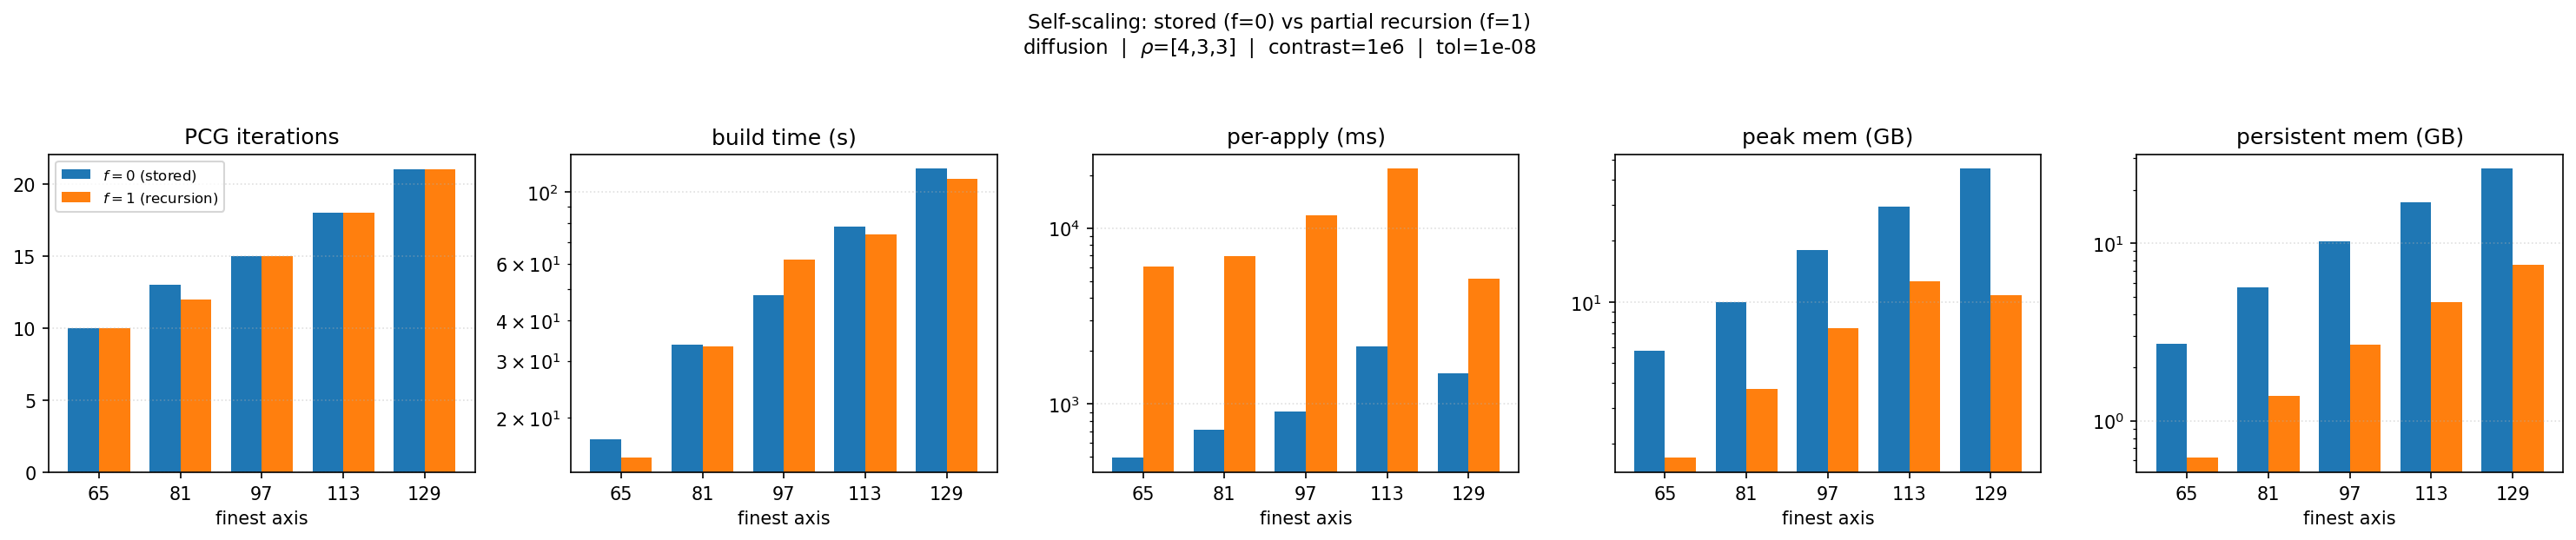 Self-scaling: stored (f=0) vs partial recursion (f=1)
diffusion | ρ=[4,3,3] | contrast=1e6 | tol=1e-08
PCG iterations
f = 0 (stored)
f = 1 (recursion)
20
15
10
5
0
65 81 97 113 129
finest axis
build time (s)
10²
6 × 10¹
4 × 10¹
3 × 10¹
2 × 10¹
65 81 97 113 129
finest axis
per-apply (ms)
10⁴
10³
65 81 97 113 129
finest axis
peak mem (GB)
10¹
65 81 97 113 129
finest axis
persistent mem (GB)
10¹
10⁰
65 81 97 113 129
finest axis